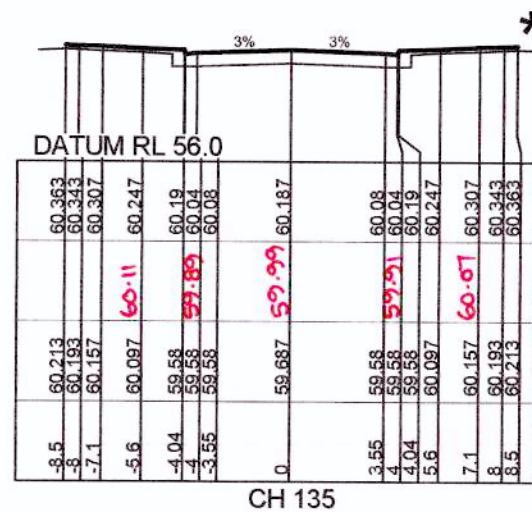 *
3% 3%
DATUM RL 56.0
60.363 60.343 60.307 60.247 60.19 60.04 60.08 60.187 60.08 60.04 60.19 60.247 60.307 60.343 60.363
60.11 59.89 59.99 59.91 60.07
60.213 60.193 60.157 60.097 59.58 59.58 59.58 59.687 59.58 59.58 59.58 60.097 60.157 60.193 60.213
-8.5 -8 -7.1 -5.6 -4.04 -4 -3.55 0 3.55 4 4.04 5.6 7.1 8 8.5
CH 135